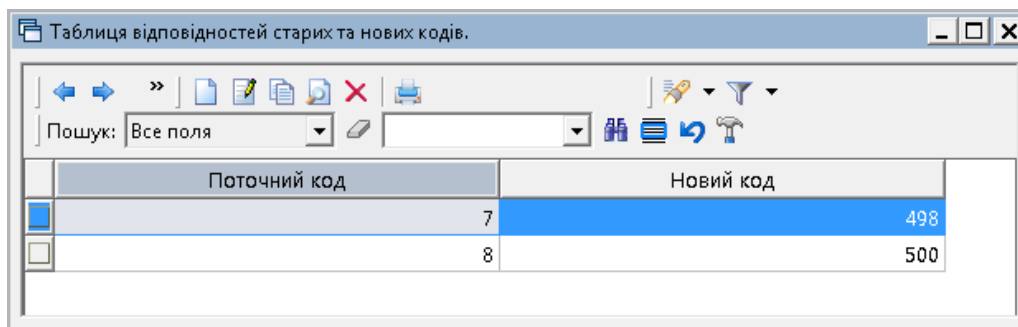 Таблиця відповідностей старих та нових кодів.
»
Пошук: Все поля
Поточний код Новий код
7 498
8 500